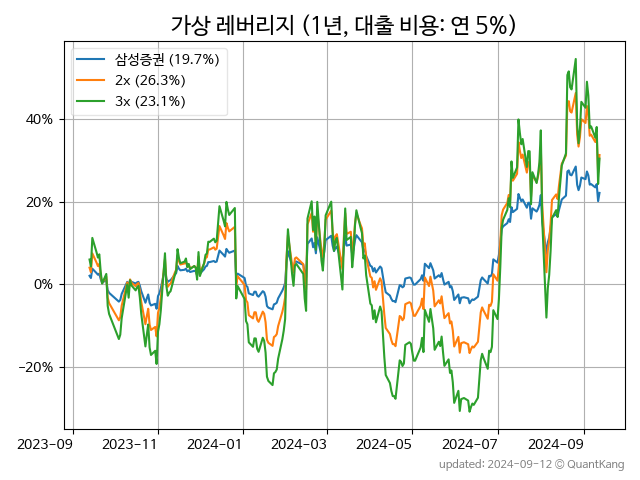 가상 레버리지 (1년, 대출 비용: 연 5%)
삼성증권 (19.7%)
2x (26.3%)
3x (23.1%)
40%
20%
0%
−20%
2023-09
2023-11
2024-01
2024-03
2024-05
2024-07
2024-09
updated: 2024-09-12 © QuantKang